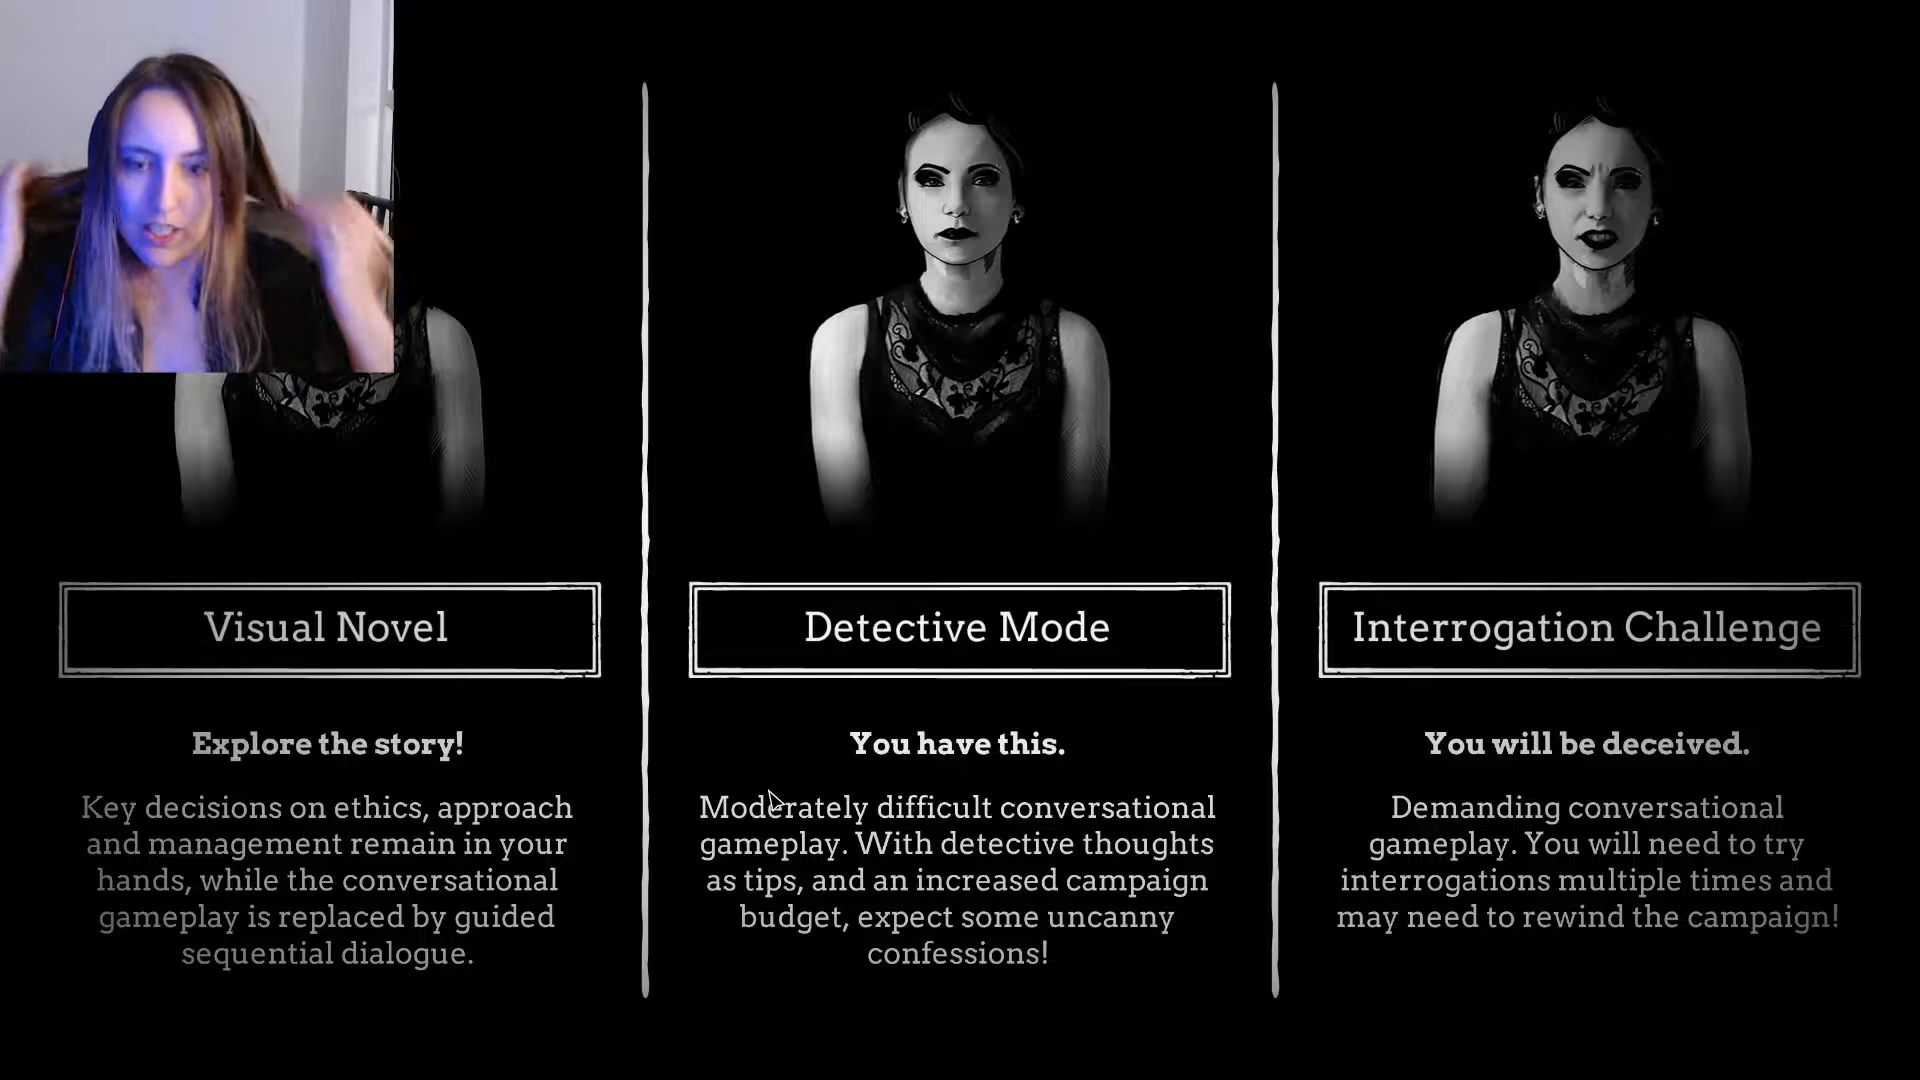 Visual Novel
Explore the story!
Key decisions on ethics, approach
and management remain in your
hands, while the conversational
gameplay is replaced by guided
sequential dialogue.
Detective Mode
You have this.
Moderately difficult conversational
gameplay. With detective thoughts
as tips, and an increased campaign
budget, expect some uncanny
confessions!
Interrogation Challenge
You will be deceived.
Demanding conversational
gameplay. You will need to try
interrogations multiple times and
may need to rewind the campaign!